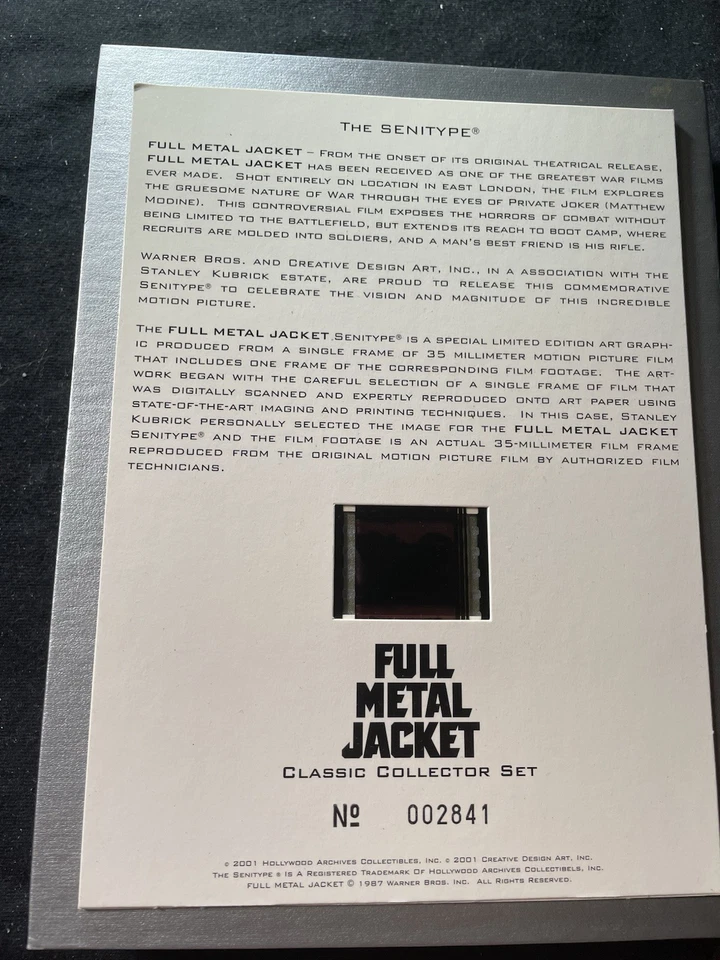 THE SENITYPE®
FULL METAL JACKET – FROM THE ONSET OF ITS ORIGINAL THEATRICAL RELEASE,
FULL METAL JACKET HAS BEEN RECEIVED AS ONE OF THE GREATEST WAR FILMS
EVER MADE. SHOT ENTIRELY ON LOCATION IN EAST LONDON, THE FILM EXPLORES
THE GRUESOME NATURE OF WAR THROUGH THE EYES OF PRIVATE JOKER (MATTHEW
MODINE). THIS CONTROVERSIAL FILM EXPOSES THE HORRORS OF COMBAT WITHOUT
BEING LIMITED TO THE BATTLEFIELD, BUT EXTENDS ITS REACH TO BOOT CAMP, WHERE
RECRUITS ARE MOLDED INTO SOLDIERS, AND A MAN'S BEST FRIEND IS HIS RIFLE.
WARNER BROS. AND CREATIVE DESIGN ART, INC., IN A ASSOCIATION WITH THE
STANLEY KUBRICK ESTATE, ARE PROUD TO RELEASE THIS COMMEMORATIVE
SENITYPE® TO CELEBRATE THE VISION AND MAGNITUDE OF THIS INCREDIBLE
MOTION PICTURE.
THE FULL METAL JACKET SENITYPE® IS A SPECIAL LIMITED EDITION ART GRAPH-
IC PRODUCED FROM A SINGLE FRAME OF 35 MILLIMETER MOTION PICTURE FILM
THAT INCLUDES ONE FRAME OF THE CORRESPONDING FILM FOOTAGE. THE ART-
WORK BEGAN WITH THE CAREFUL SELECTION OF A SINGLE FRAME OF FILM THAT
WAS DIGITALLY SCANNED AND EXPERTLY REPRODUCED ONTO ART PAPER USING
STATE-OF-THE-ART IMAGING AND PRINTING TECHNIQUES. IN THIS CASE, STANLEY
KUBRICK PERSONALLY SELECTED THE IMAGE FOR THE FULL METAL JACKET
SENITYPE® AND THE FILM FOOTAGE IS AN ACTUAL 35-MILLIMETER FILM FRAME
REPRODUCED FROM THE ORIGINAL MOTION PICTURE FILM BY AUTHORIZED FILM
TECHNICIANS.
FULL
METAL
JACKET
CLASSIC COLLECTOR SET
Nº 002841
© 2001 HOLLYWOOD ARCHIVES COLLECTIBLES, INC. © 2001 CREATIVE DESIGN ART, INC.
THE SENITYPE ® IS A REGISTERED TRADEMARK OF HOLLYWOOD ARCHIVES COLLECTIBELS, INC.
FULL METAL JACKET © 1987 WARNER BROS. INC. ALL RIGHTS RESERVED.